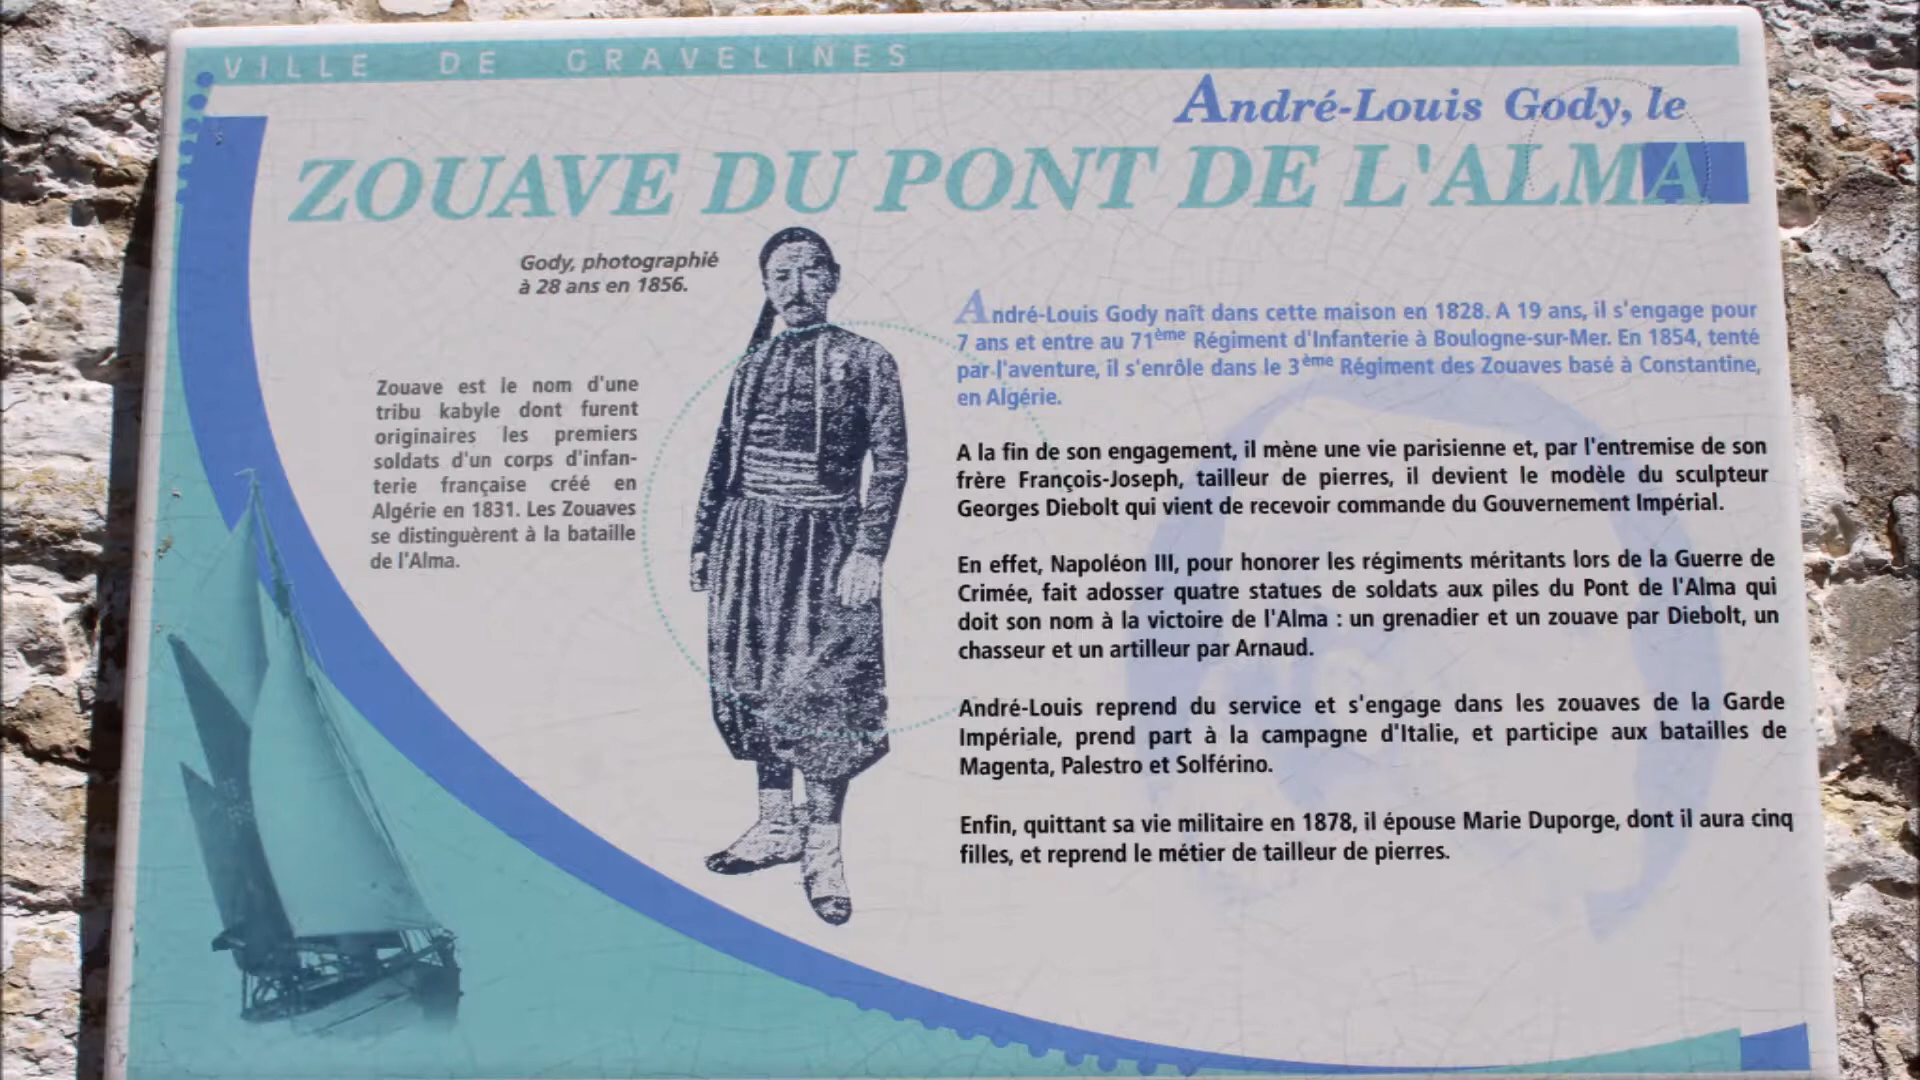 VILLE DE GRAVELINES
André-Louis Gody, le
ZOUAVE DU PONT DE L'ALMA
Gody, photographié
à 28 ans en 1856.
Zouave est le nom d'une
tribu kabyle dont furent
originaires les premiers
soldats d'un corps d'infan-
terie française créé en
Algérie en 1831. Les Zouaves
se distinguèrent à la bataille
de l'Alma.
André-Louis Gody naît dans cette maison en 1828. A 19 ans, il s'engage pour
7 ans et entre au 71ème Régiment d'Infanterie à Boulogne-sur-Mer. En 1854, tenté
par l'aventure, il s'enrôle dans le 3ème Régiment des Zouaves basé à Constantine,
en Algérie.
A la fin de son engagement, il mène une vie parisienne et, par l'entremise de son
frère François-Joseph, tailleur de pierres, il devient le modèle du sculpteur
Georges Diebolt qui vient de recevoir commande du Gouvernement Impérial.
En effet, Napoléon III, pour honorer les régiments méritants lors de la Guerre de
Crimée, fait adosser quatre statues de soldats aux piles du Pont de l'Alma qui
doit son nom à la victoire de l'Alma : un grenadier et un zouave par Diebolt, un
chasseur et un artilleur par Arnaud.
André-Louis reprend du service et s'engage dans les zouaves de la Garde
Impériale, prend part à la campagne d'Italie, et participe aux batailles de
Magenta, Palestro et Solférino.
Enfin, quittant sa vie militaire en 1878, il épouse Marie Duporge, dont il aura cinq
filles, et reprend le métier de tailleur de pierres.